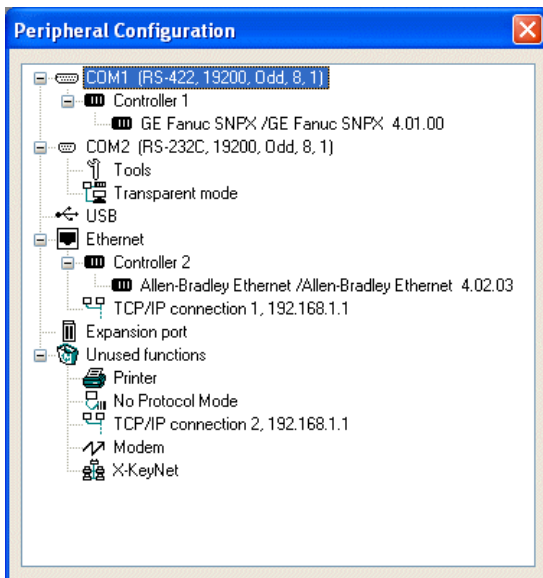 Peripheral Configuration
COM1 (RS-422, 19200, Odd, 8, 1)
Controller 1
GE Fanuc SNPX /GE Fanuc SNPX 4.01.00
COM2 (RS-232C, 19200, Odd, 8, 1)
Tools
Transparent mode
USB
Ethernet
Controller 2
Allen-Bradley Ethernet /Allen-Bradley Ethernet 4.02.03
TCP/IP connection 1, 192.168.1.1
Expansion port
Unused functions
Printer
No Protocol Mode
TCP/IP connection 2, 192.168.1.1
Modem
X-KeyNet